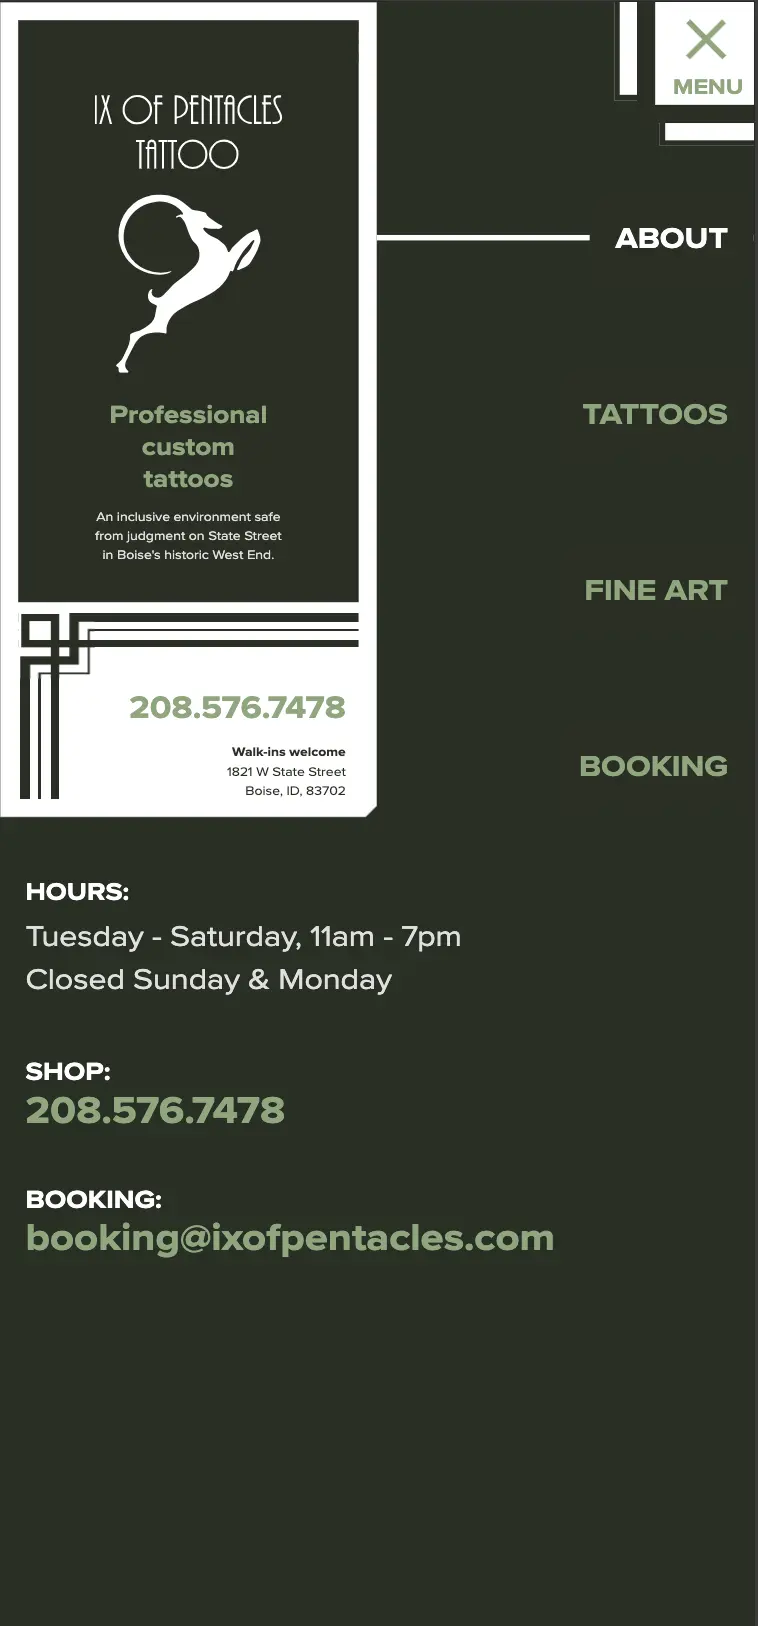 IX OF PENTACLES
TATTOO
Professional
custom
tattoos
An inclusive environment safe
from judgment on State Street
in Boise's historic West End.
208.576.7478
Walk-ins welcome
1821 W State Street
Boise, ID, 83702
MENU
ABOUT
TATTOOS
FINE ART
BOOKING
HOURS:
Tuesday - Saturday, 11am - 7pm
Closed Sunday & Monday
SHOP:
208.576.7478
BOOKING:
booking@ixofpentacles.com